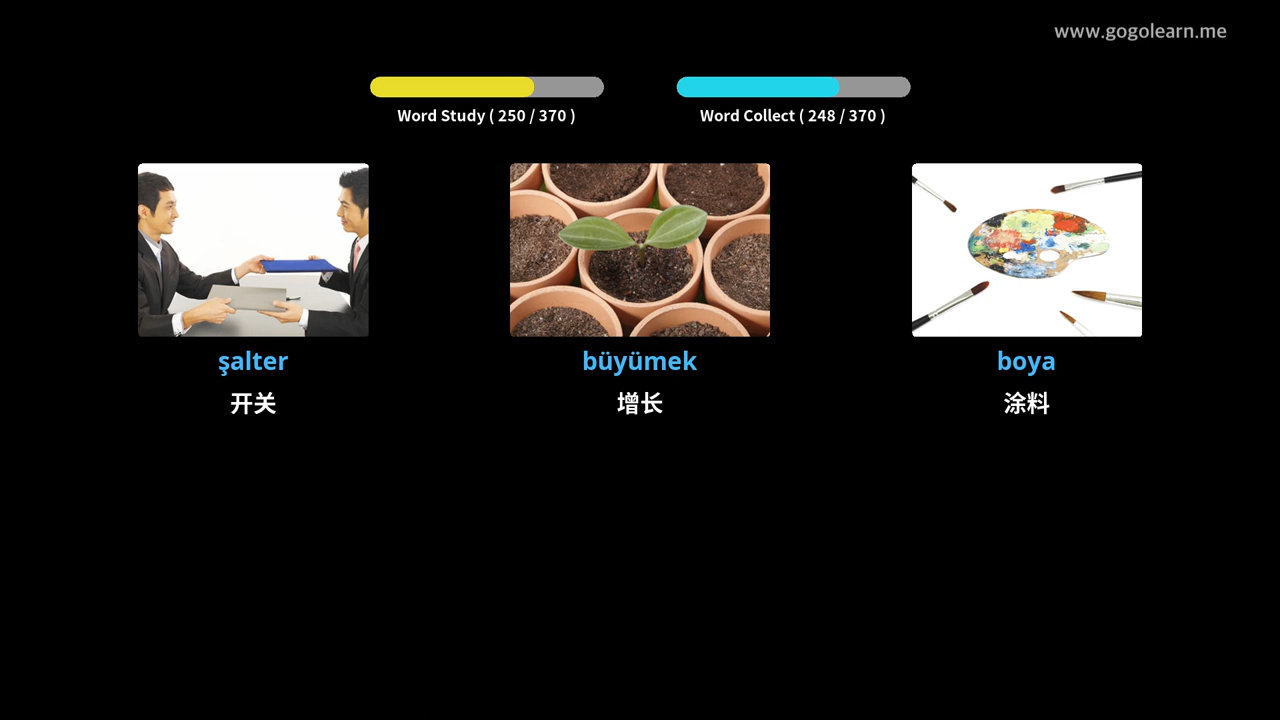 www.gogolearn.me
Word Study ( 250 / 370 )
Word Collect ( 248 / 370 )
şalter
büyümek
boya
开关
增长
涂料